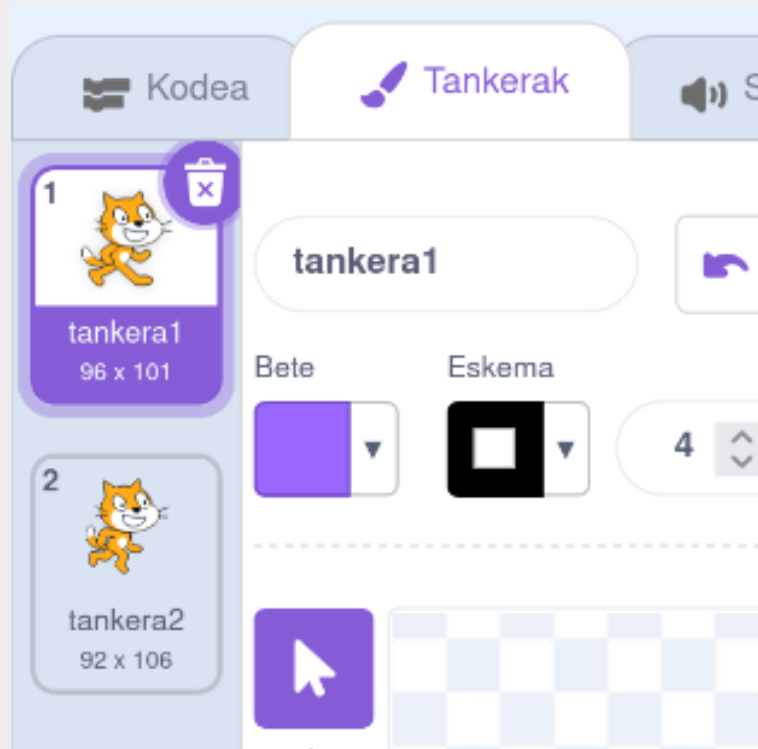 Kodea
Tankerak
1
tankera1
96 x 101
2
tankera2
92 x 106
tankera1
Bete
Eskema
4